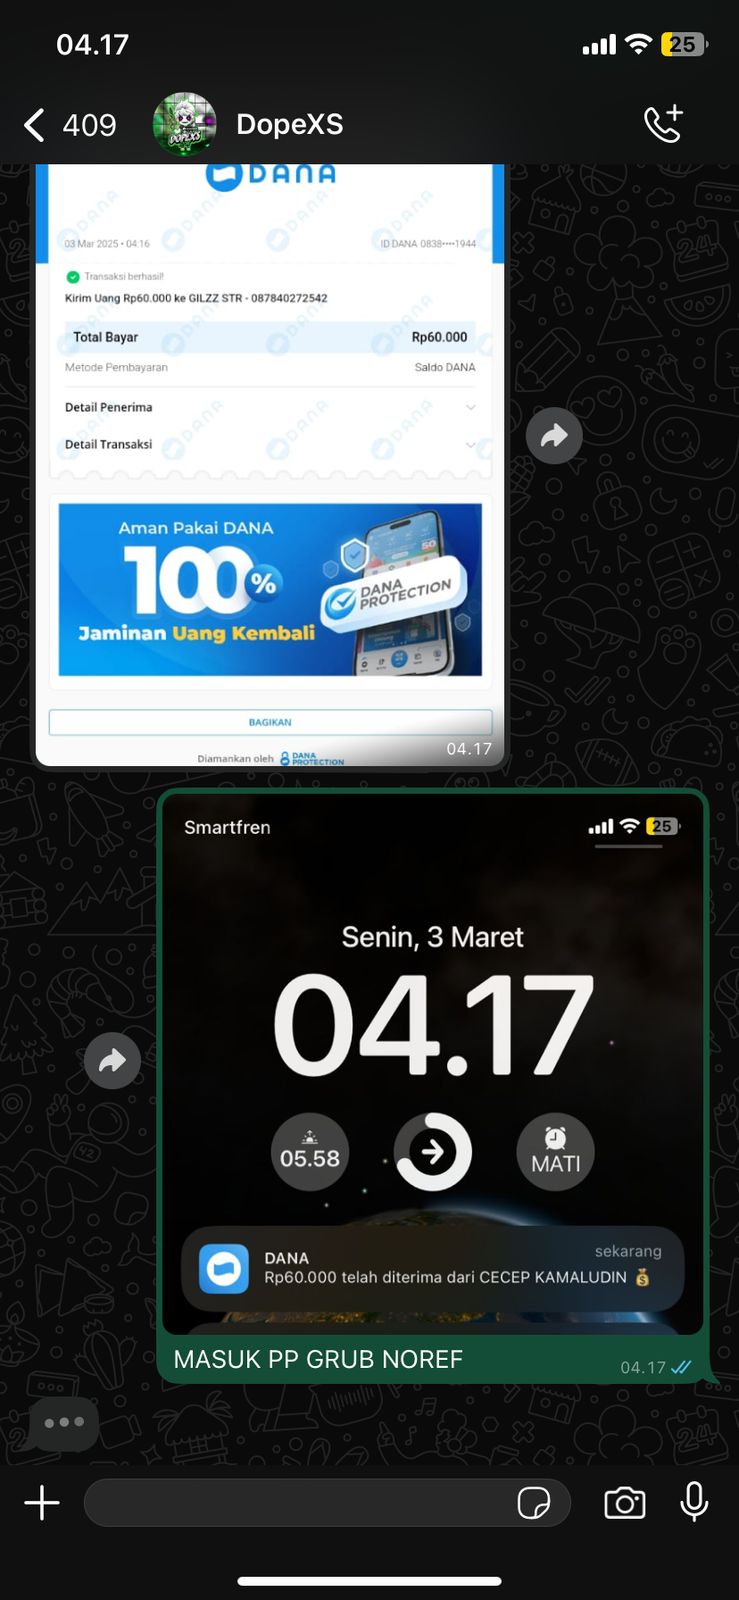 04.17
25
409
DopeXS
DANA
03 Mar 2025 • 04:16
ID DANA 0838••••1944
Transaksi berhasil!
Kirim Uang Rp60.000 ke GILZZ STR - 087840272542
Total Bayar
Rp60.000
Metode Pembayaran
Saldo DANA
Detail Penerima
Detail Transaksi
Aman Pakai DANA
100%
DANA
PROTECTION
Jaminan Uang Kembali
BAGIKAN
Diamankan oleh DANA PROTECTION
04.17
Smartfren
25
Senin, 3 Maret
04.17
05.58
MATI
DANA
sekarang
Rp60.000 telah diterima dari CECEP KAMALUDIN 💰
MASUK PP GRUB NOREF
04.17